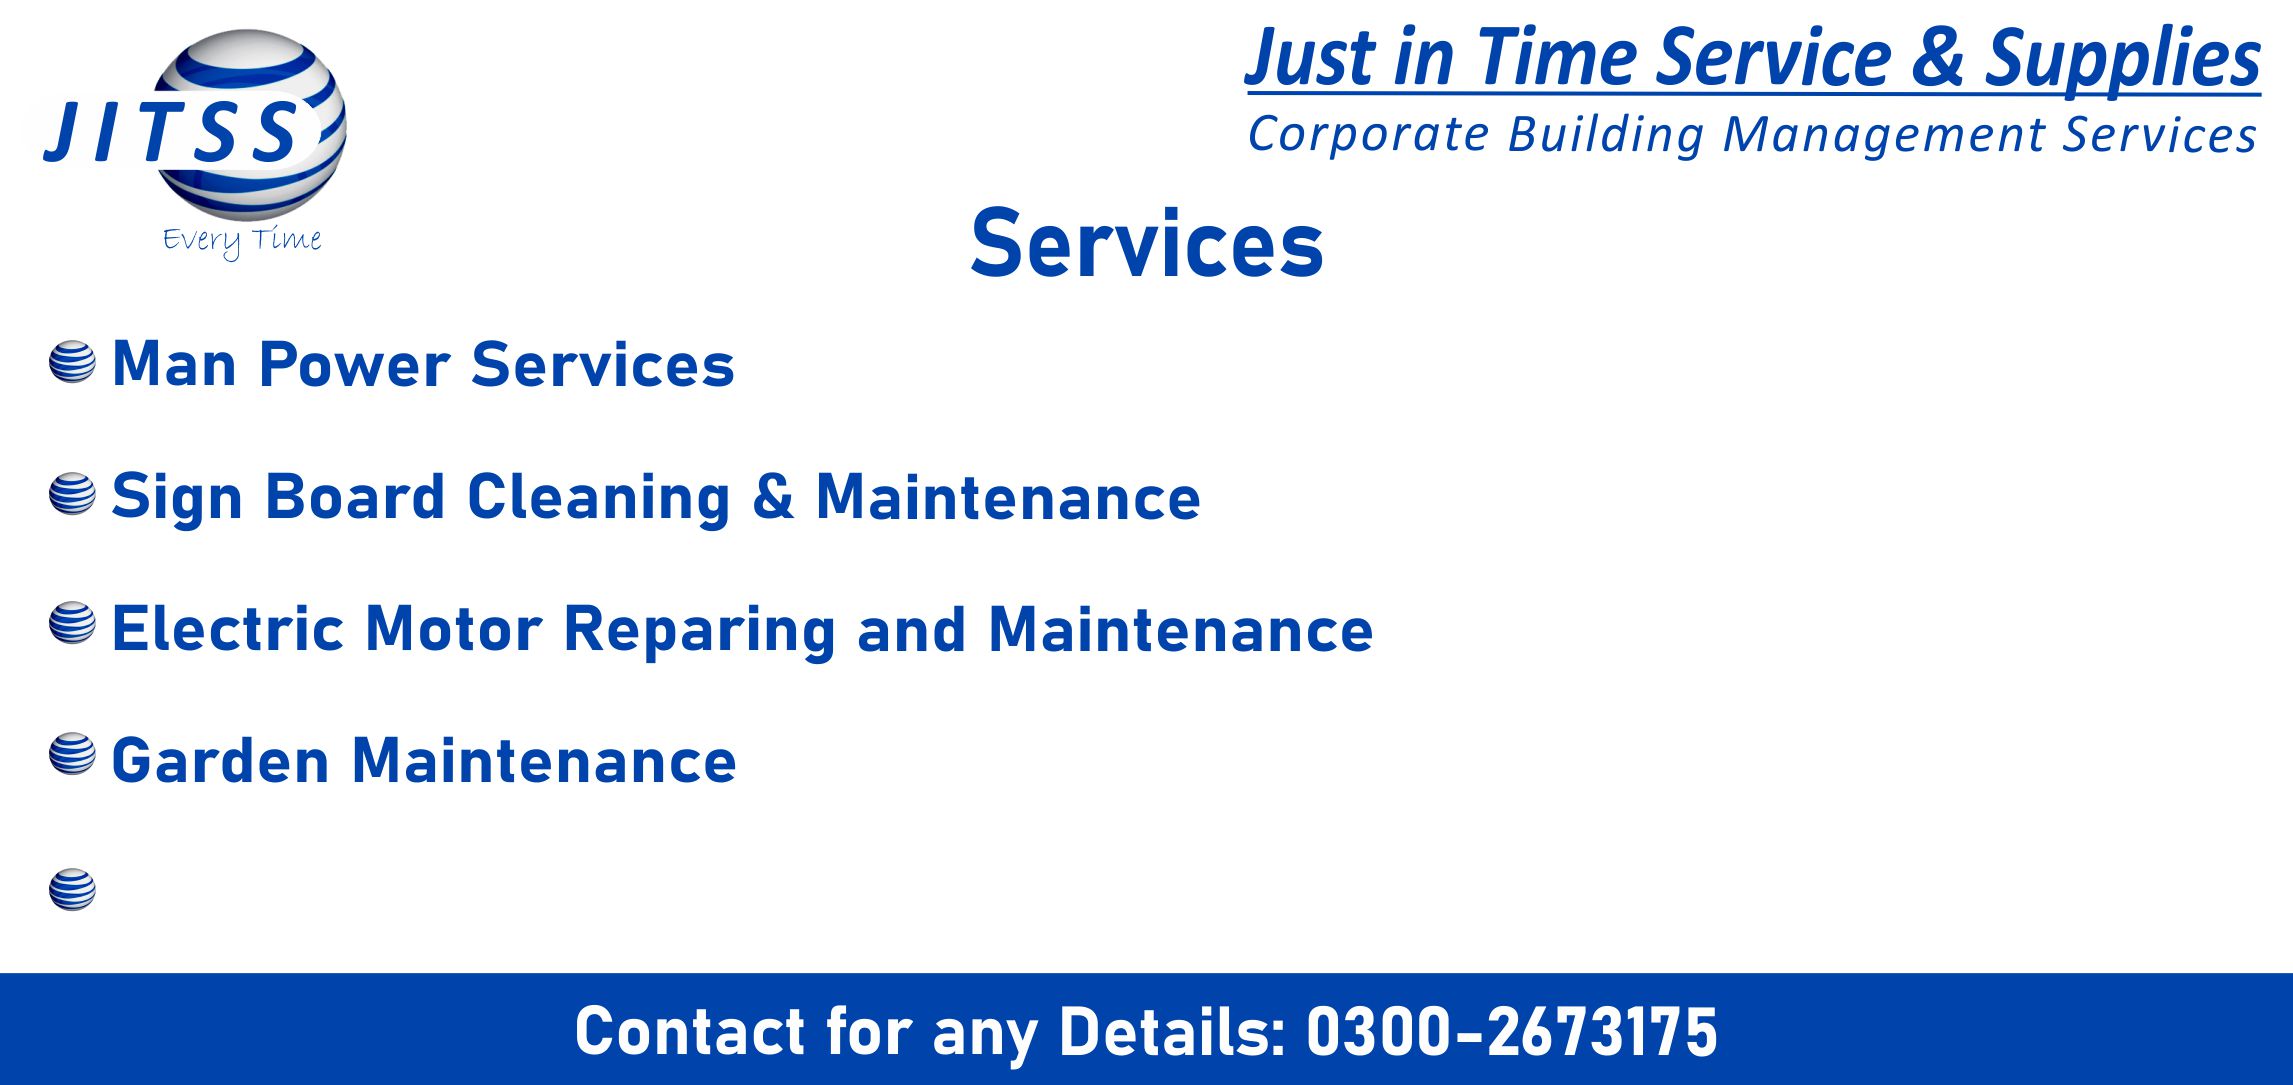 JITSS
Every Time
Just in Time Service & Supplies
Corporate Building Management Services
Services
Man Power Services
Sign Board Cleaning & Maintenance
Electric Motor Reparing and Maintenance
Garden Maintenance
Contact for any Details: 0300-2673175